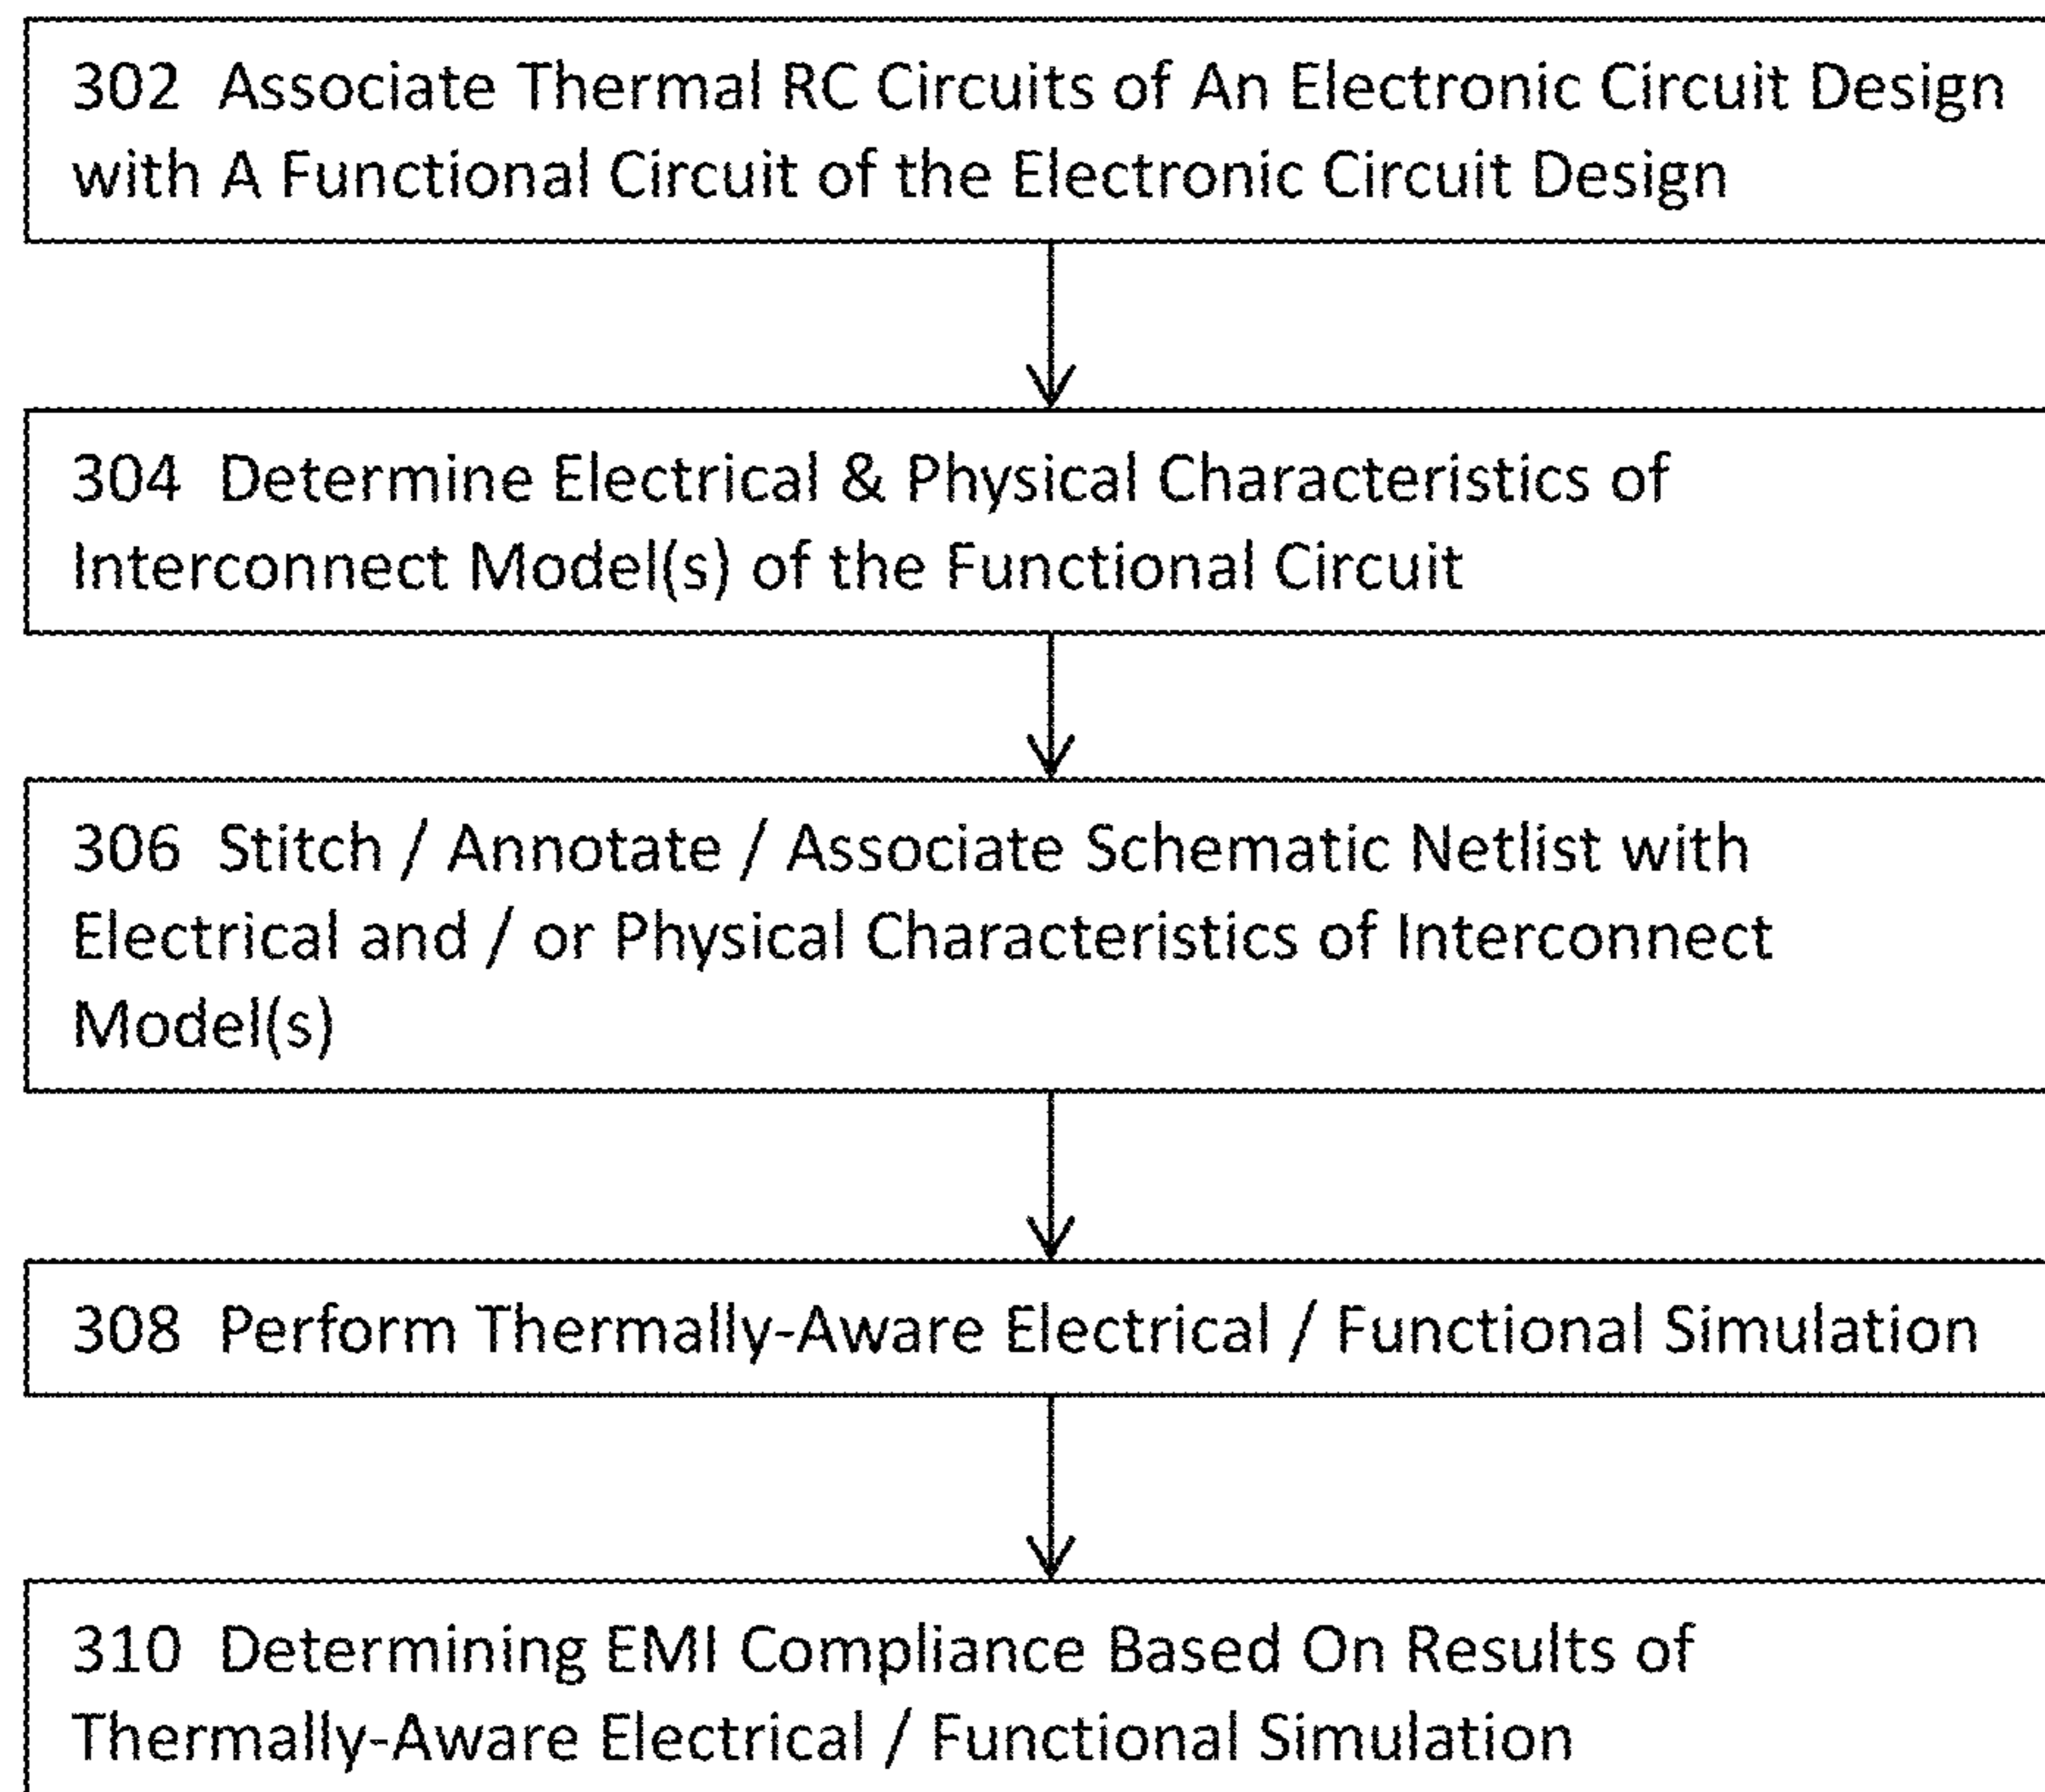 302 Associate Thermal RC Circuits of An Electronic Circuit Design
with A Functional Circuit of the Electronic Circuit Design
304 Determine Electrical & Physical Characteristics of
Interconnect Model(s) of the Functional Circuit
306 Stitch / Annotate / Associate Schematic Netlist with
Electrical and / or Physical Characteristics of Interconnect
Model(s)
308 Perform Thermally-Aware Electrical / Functional Simulation
310 Determining EMI Compliance Based On Results of
Thermally-Aware Electrical / Functional Simulation